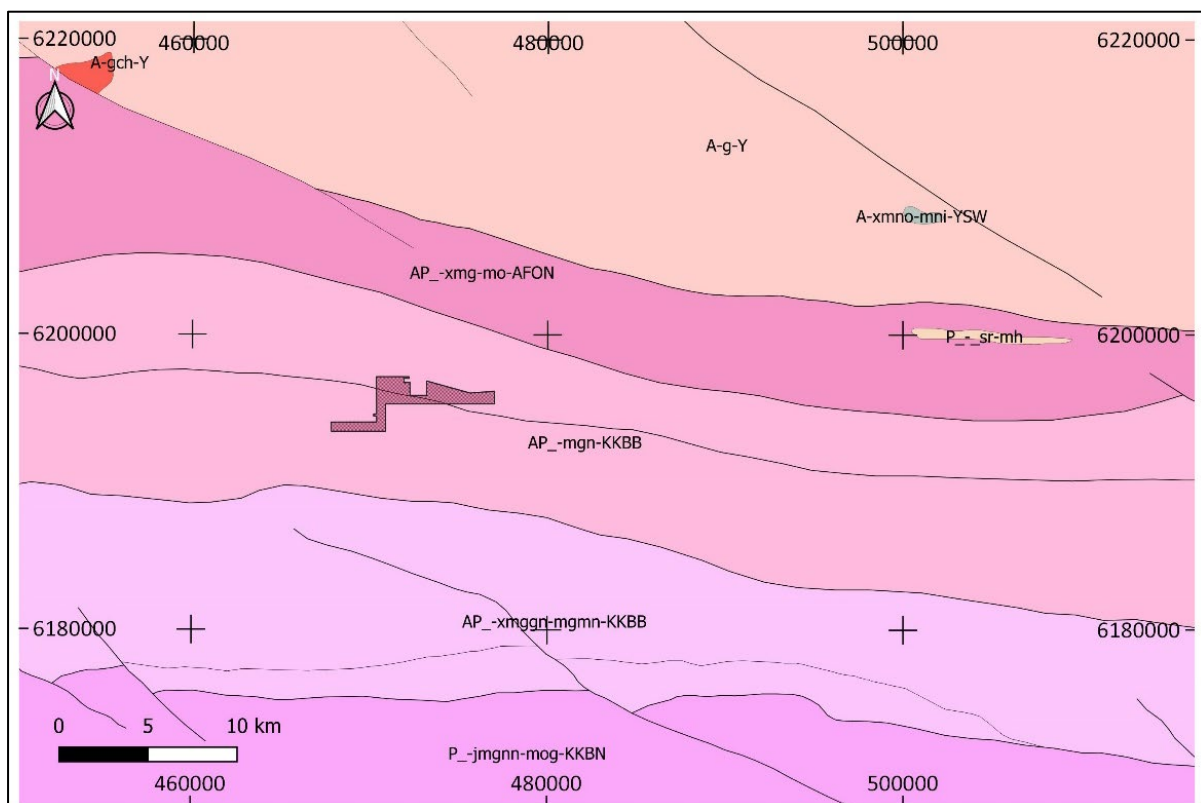 6220000 460000 480000 500000 6220000
A-gch-Y
N
A-g-Y
A-xmno-mni-YSW
AP_-xmg-mo-AFON
6200000 P_-_sr-mh 6200000
AP_-mgn-KKBB
AP_-xmggn-mgmn-KKBB
6180000 6180000
0 5 10 km
P_-jmgnn-mog-KKBN
460000 480000 500000